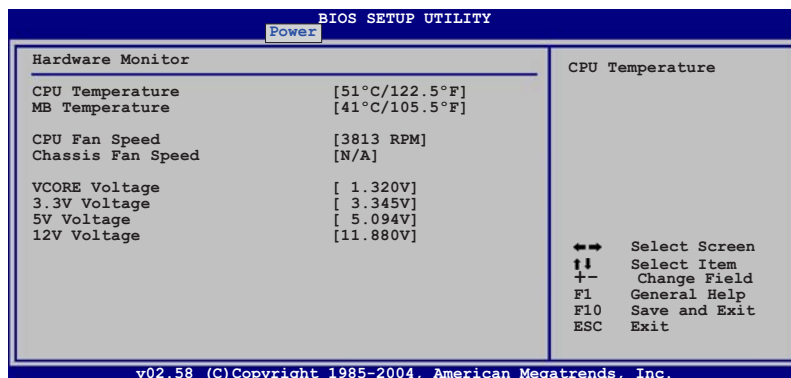 BIOS SETUP UTILITY
Power
Hardware Monitor
CPU Temperature [51°C/122.5°F]
MB Temperature [41°C/105.5°F]
CPU Fan Speed [3813 RPM]
Chassis Fan Speed [N/A]
VCORE Voltage [ 1.320V]
3.3V Voltage [ 3.345V]
5V Voltage [ 5.094V]
12V Voltage [11.880V]
CPU Temperature
←→ Select Screen
↑↓ Select Item
+- Change Field
F1 General Help
F10 Save and Exit
ESC Exit
v02.58 (C)Copyright 1985-2004, American Megatrends, Inc.